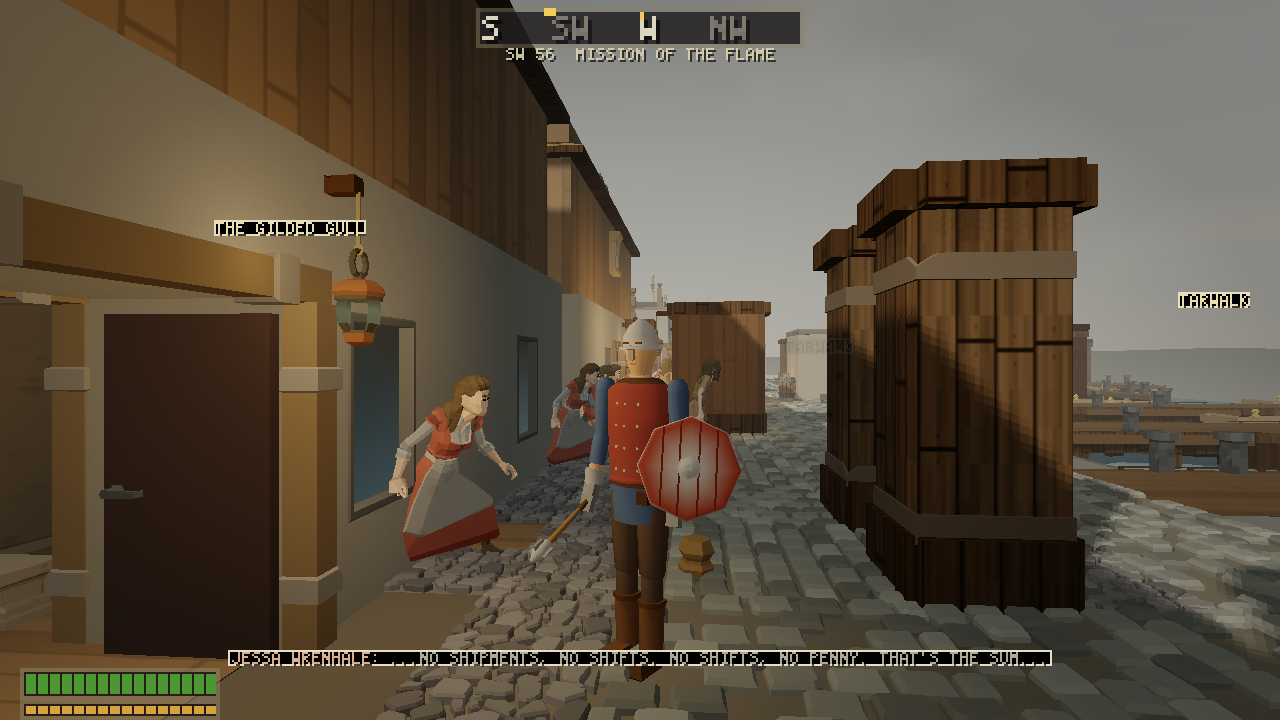 S SW W NW
SW 56 MISSION OF THE FLAME
THE GILDED GULL
TARWALK
TARWALK
JESSA WRENHALE: ...NO SHIPMENTS, NO SHIFTS. NO SHIFTS, NO PENNY. THAT'S THE SUM...